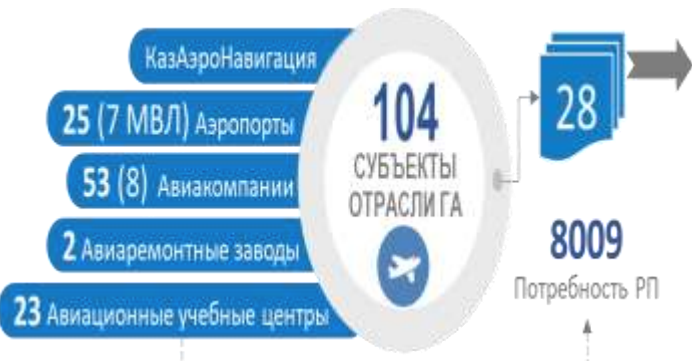 КазАэроНавигация
25 (7 МВЛ) Аэропорты
53 (8) Авиакомпании
2 Авиаремонтные заводы
23 Авиационные учебные центры
104
СУБЪЕКТЫ
ОТРАСЛИ ГА
28
8009
Потребность РП